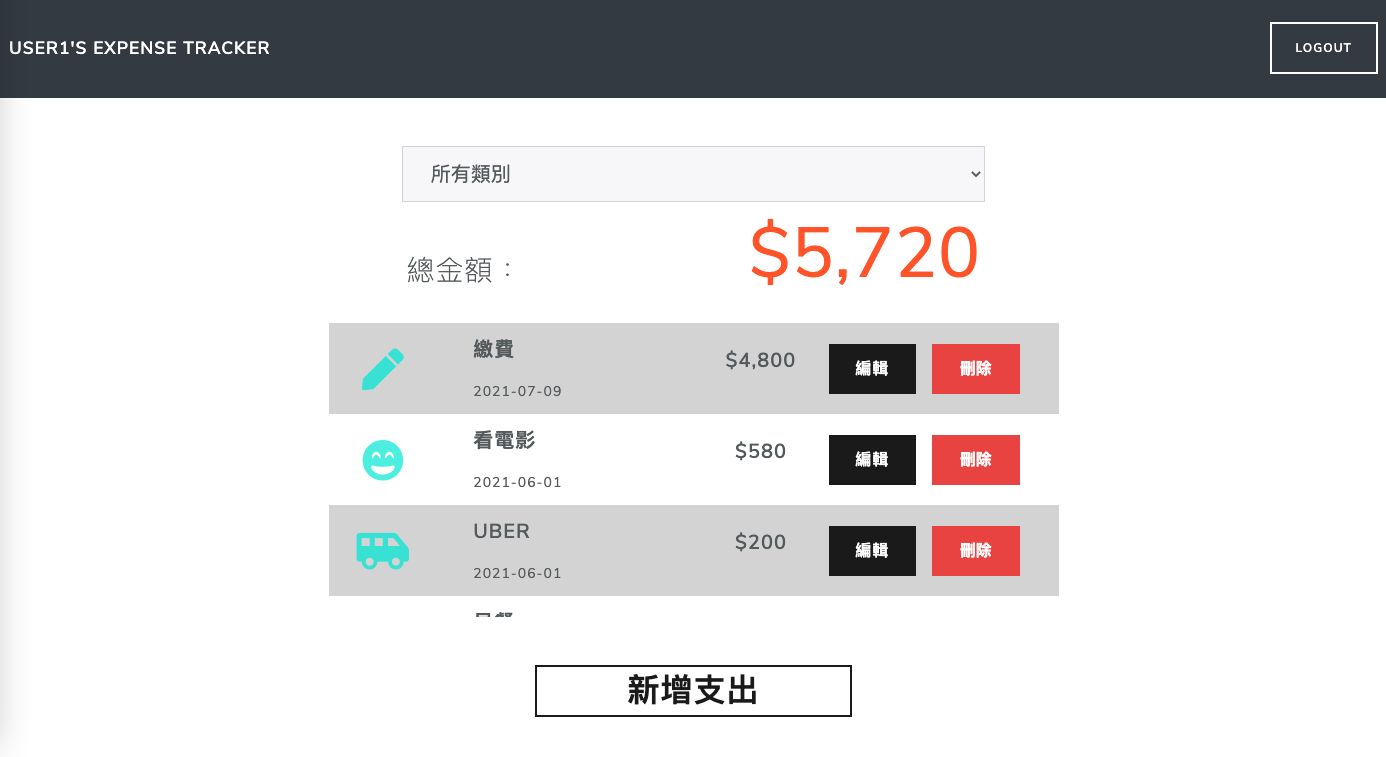 USER1'S EXPENSE TRACKER
LOGOUT
所有類別
總金額：
$5,720
繳費
2021-07-09
$4,800
編輯
刪除
看電影
2021-06-01
$580
編輯
刪除
UBER
2021-06-01
$200
編輯
刪除
新增支出